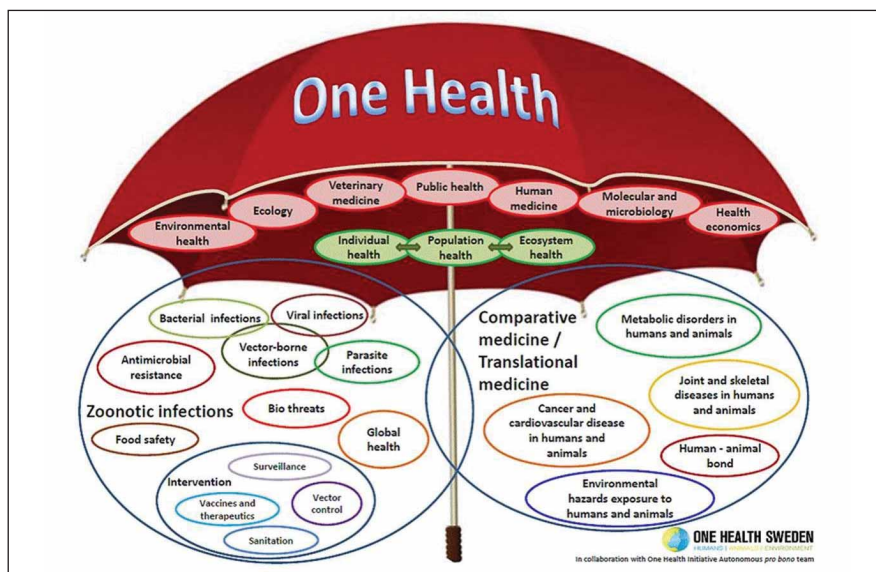 One Health
Environmental
health
Ecology
Veterinary
medicine
Public health
Human
medicine
Molecular and
microbiology
Health
economics
Individual
health
Population
health
Ecosystem
health
Bacterial infections
Viral infections
Vector-borne
infections
Parasite
infections
Antimicrobial
resistance
Zoonotic infections
Bio threats
Food safety
Global
health
Intervention
Surveillance
Vaccines and
therapeutics
Vector
control
Sanitation
Comparative
medicine /
Translational
medicine
Metabolic disorders in
humans and animals
Joint and skeletal
diseases in humans
and animals
Cancer and
cardiovascular disease
in humans and
animals
Human - animal
bond
Environmental
hazards exposure to
humans and animals
ONE HEALTH SWEDEN
HUMANS | ANIMALS | ENVIRONMENT
In collaboration with One Health Initiative Autonomous pro bono team